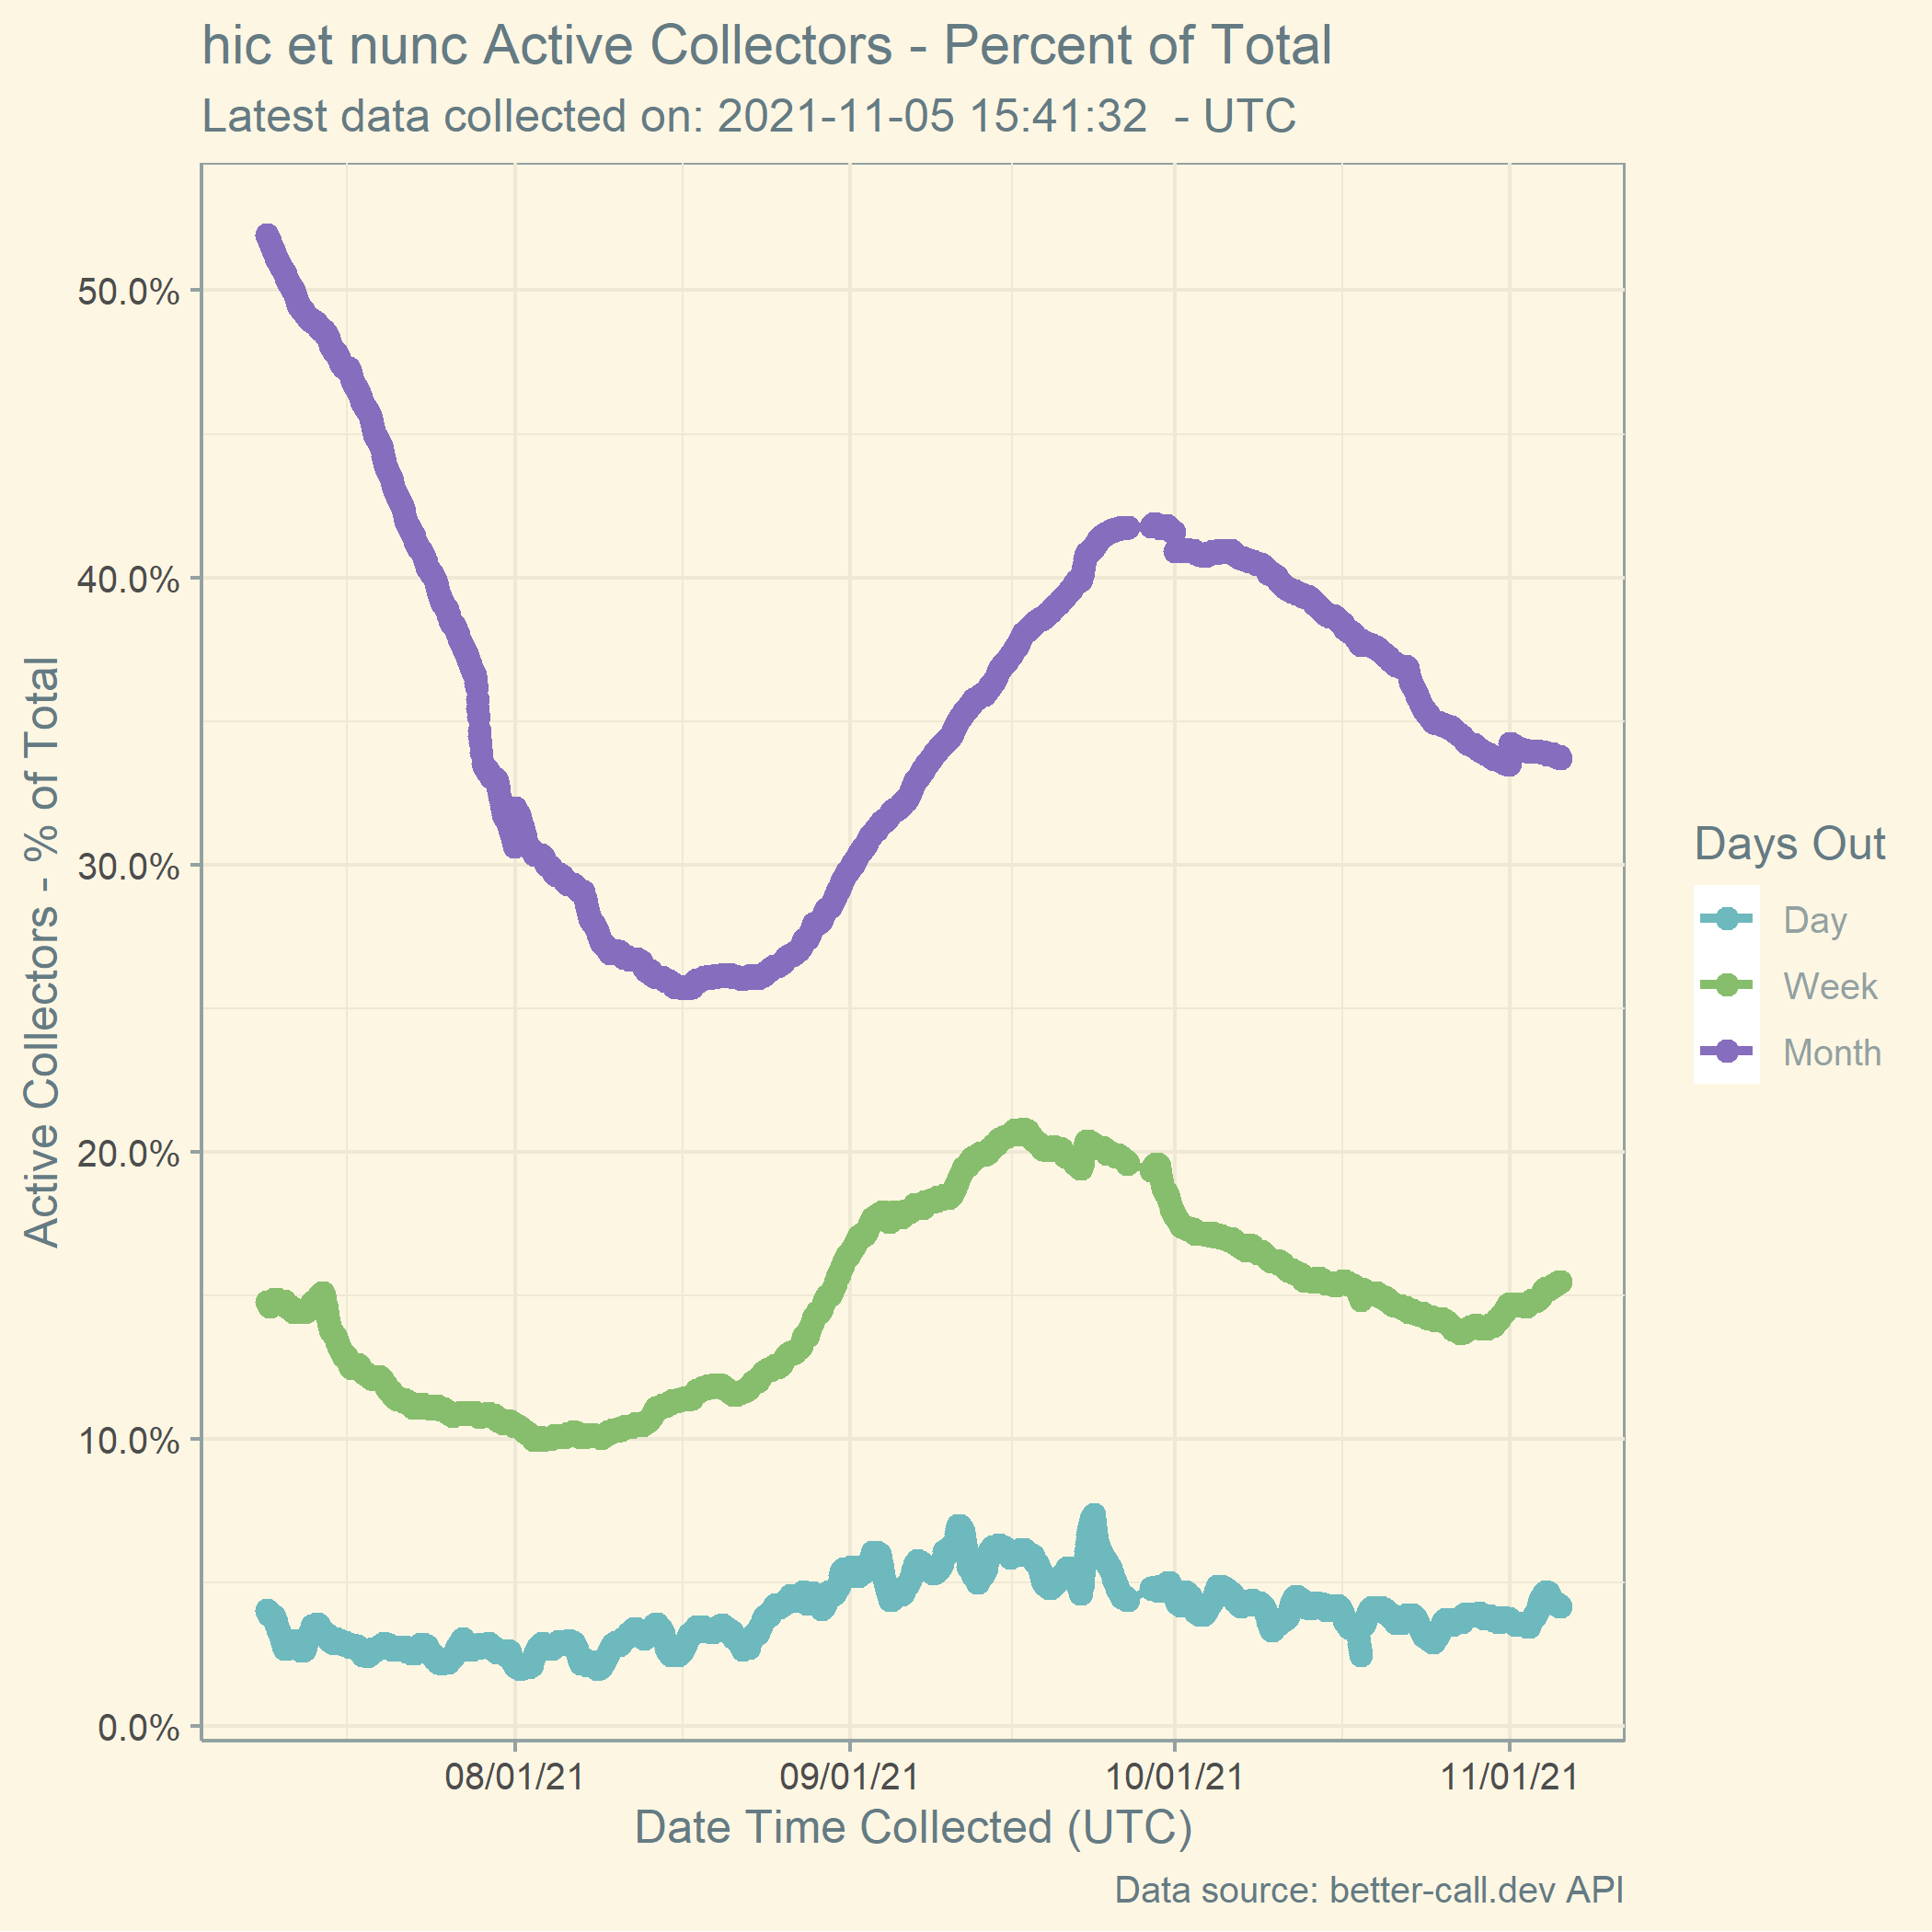 hic et nunc Active Collectors - Percent of Total
Latest data collected on: 2021-11-05 15:41:32  - UTC
Active Collectors - % of Total
50.0%
40.0%
30.0%
20.0%
10.0%
0.0%
08/01/21
09/01/21
10/01/21
11/01/21
Date Time Collected (UTC)
Days Out
Day
Week
Month
Data source: better-call.dev API